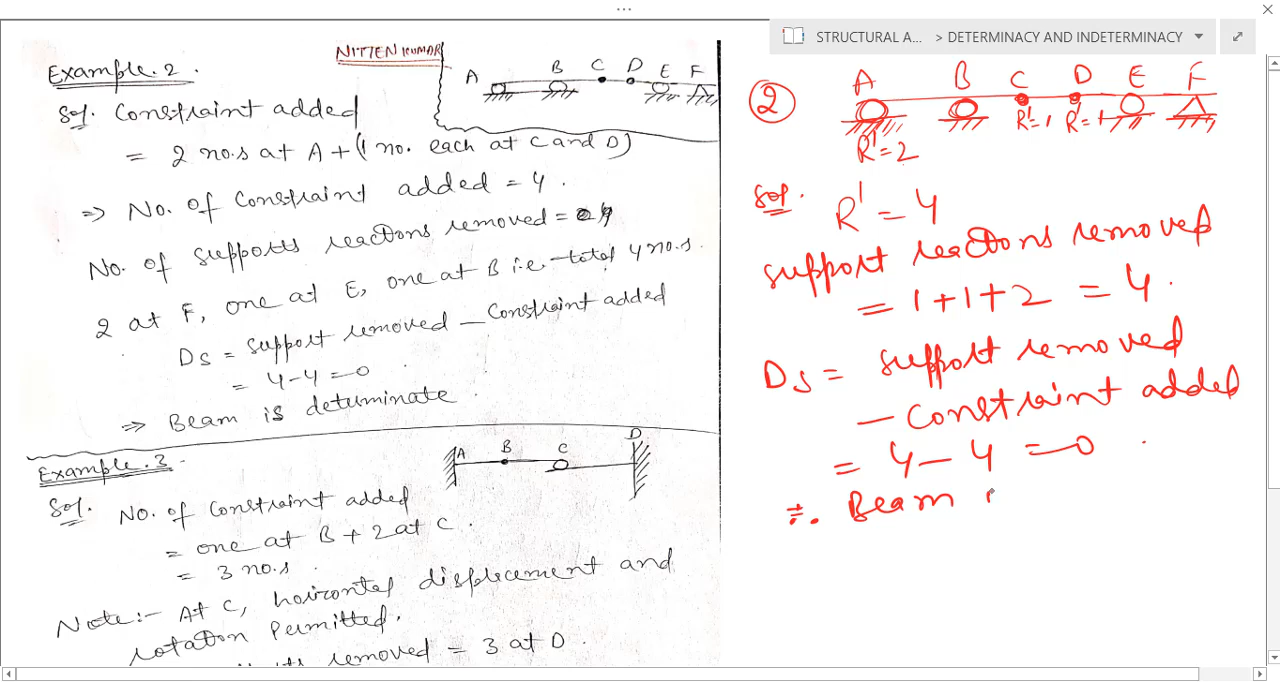 STRUCTURAL A... > DETERMINACY AND INDETERMINACY
NITTEN KUMAR
Example.2.
A B C D E F
Sol. Constraint added
= 2 no.s at A + (1 no. each at C and D)
=> No. of Constraint added = 4.
No. of supports reactions removed =
2 at F, one at E, one at B i.e. total 4 no.s.
Ds = support removed - Constraint added
= 4-4=0
=> Beam is determinate.
Example.3
A B C D
Sol. No. of Constraint added
= one at B + 2 at C.
= 3 no.s.
Note:- At C, horizontal displacement and
rotation Permitted.
removed = 3 at D.
2
A B C D E F
R'=2 R'=1 R'=1
Sol. R' = 4
support reactions removed
= 1+1+2 = 4.
Ds = support removed
- Constraint added
= 4-4=0
Beam